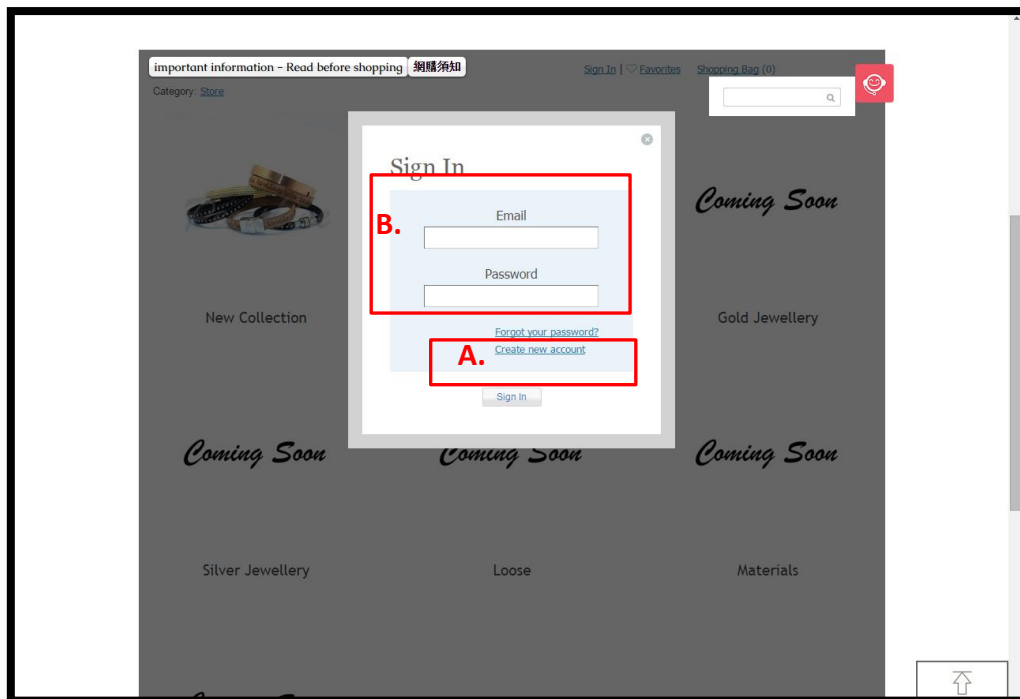 important information - Read before shopping 網購須知
Sign In | Favorites Shopping Bag (0)
Category: Store
Sign In
Coming Soon
B.
Email
Password
New Collection
Gold Jewellery
Forgot your password?
A.
Create new account
Sign In
Coming Soon
Coming Soon
Coming Soon
Silver Jewellery
Loose
Materials